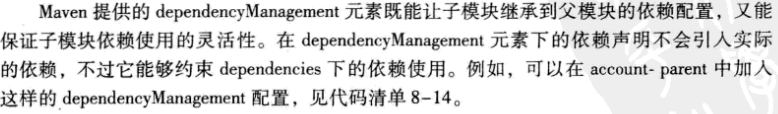 Maven 提供的 dependencyManagement 元素既能让子模块继承到父模块的依赖配置，又能
保证子模块依赖使用的灵活性。在 dependencyManagement 元素下的依赖声明不会引入实际
的依赖，不过它能够约束 dependencies 下的依赖使用。例如，可以在 account- parent 中加入
这样的 dependencyManagement 配置，见代码清单 8-14。